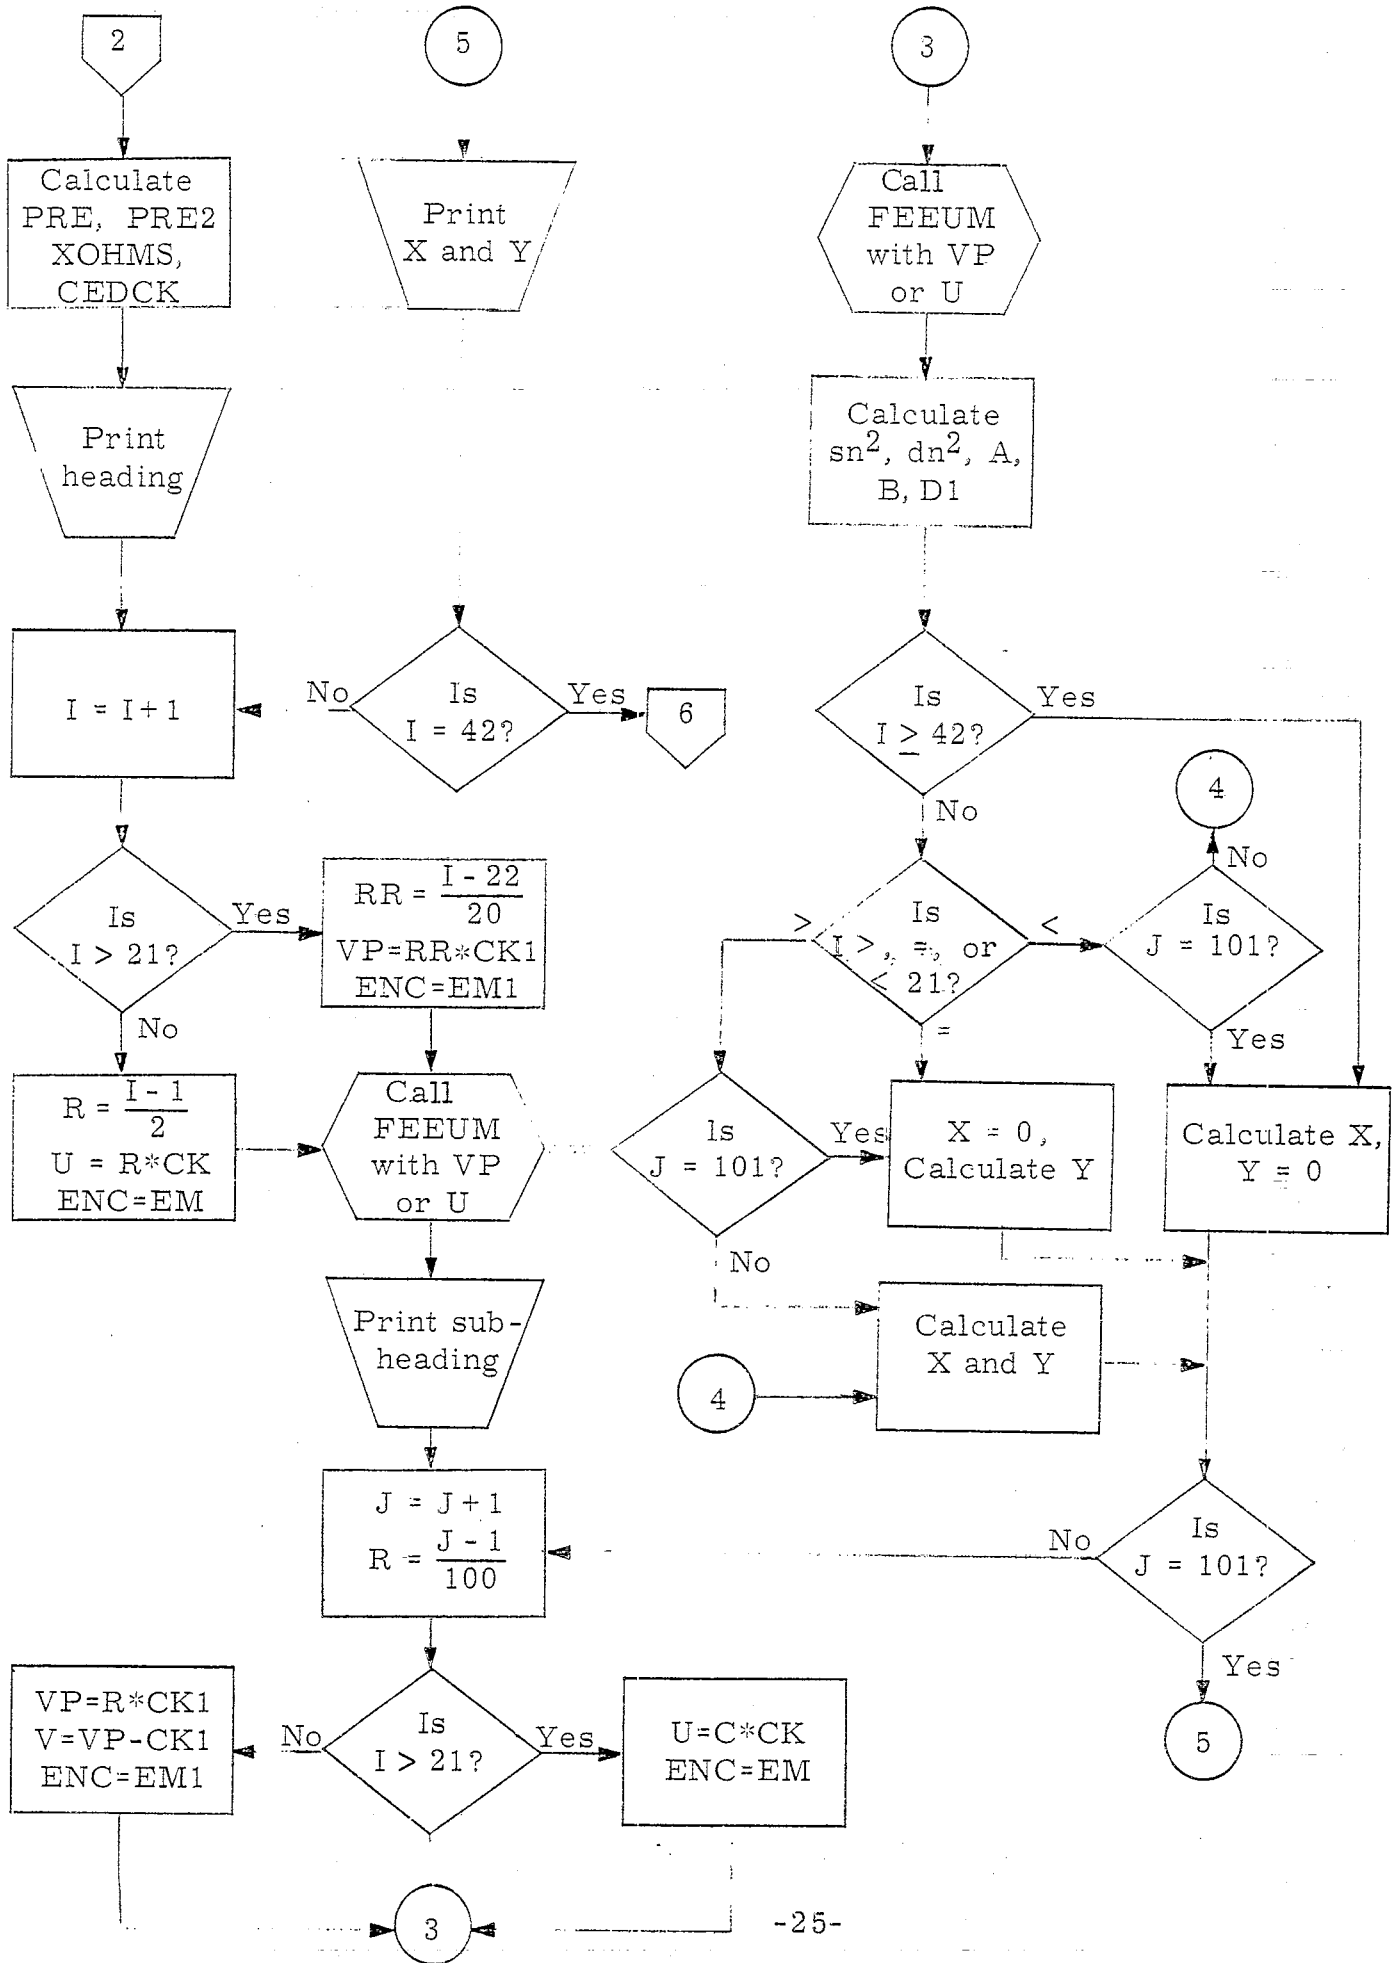 2
Calculate
PRE, PRE2
XOHMS,
CEDCK
Print
heading
I = I+1
Is
I > 21?
Yes
No
R = I - 1
2
U = R*CK
ENC=EM
RR = I - 22
20
VP=RR*CK1
ENC=EM1
Call
FEEUM
with VP
or U
Print sub-
heading
J = J+1
R = J - 1
100
Is
I > 21?
No
Yes
VP=R*CK1
V=VP-CK1
ENC=EM1
U=C*CK
ENC=EM
3
5
Print
X and Y
Is
I = 42?
No
Yes
6
3
Call
FEEUM
with VP
or U
Calculate
sn², dn², A,
B, D1
Is
I ≥ 42?
Yes
No
Is
I >, =, or
< 21?
>
<
=
Is
J = 101?
No
Yes
4
Is
J = 101?
Yes
No
X = 0,
Calculate Y
Calculate X,
Y = 0
Calculate
X and Y
4
Is
J = 101?
No
Yes
5
-25-